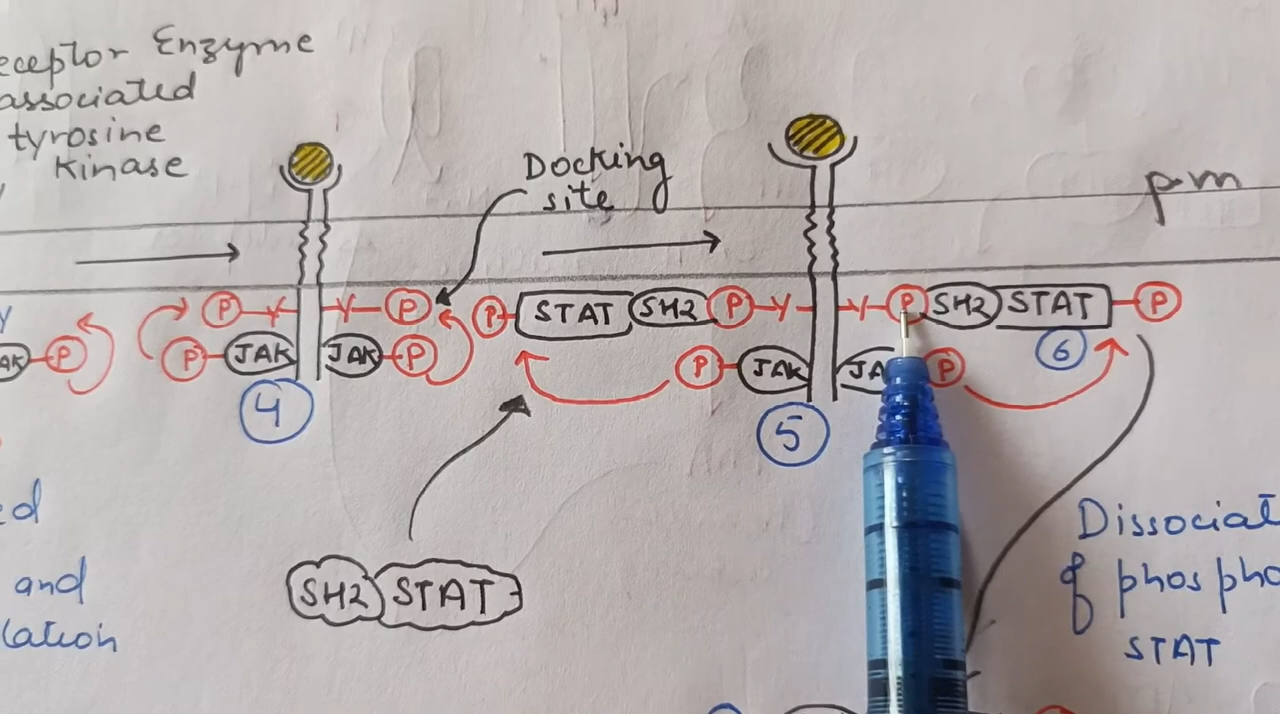 eceptor Enzyme
associated
tyrosine
Kinase
Docking
site
pm
P Y Y P
P STAT SH2 P Y Y P SH2 STAT P
Y
AK P
P JAK JAK P
P JAK JA P
6
4
5
SH2 STAT
ed
and
lation
Dissociat
of phospho
STAT